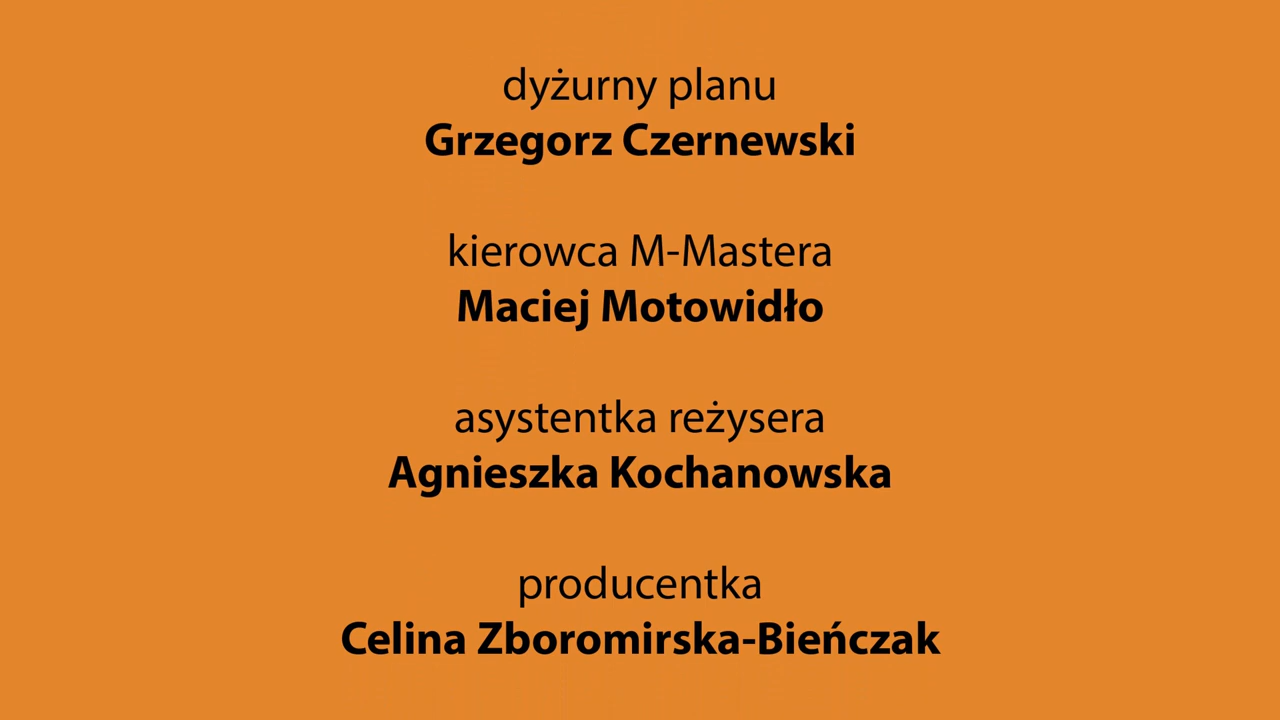 dyżurny planu
Grzegorz Czernewski
kierowca M-Mastera
Maciej Motowidło
asystentka reżysera
Agnieszka Kochanowska
producentka
Celina Zboromirska-Bieńczak